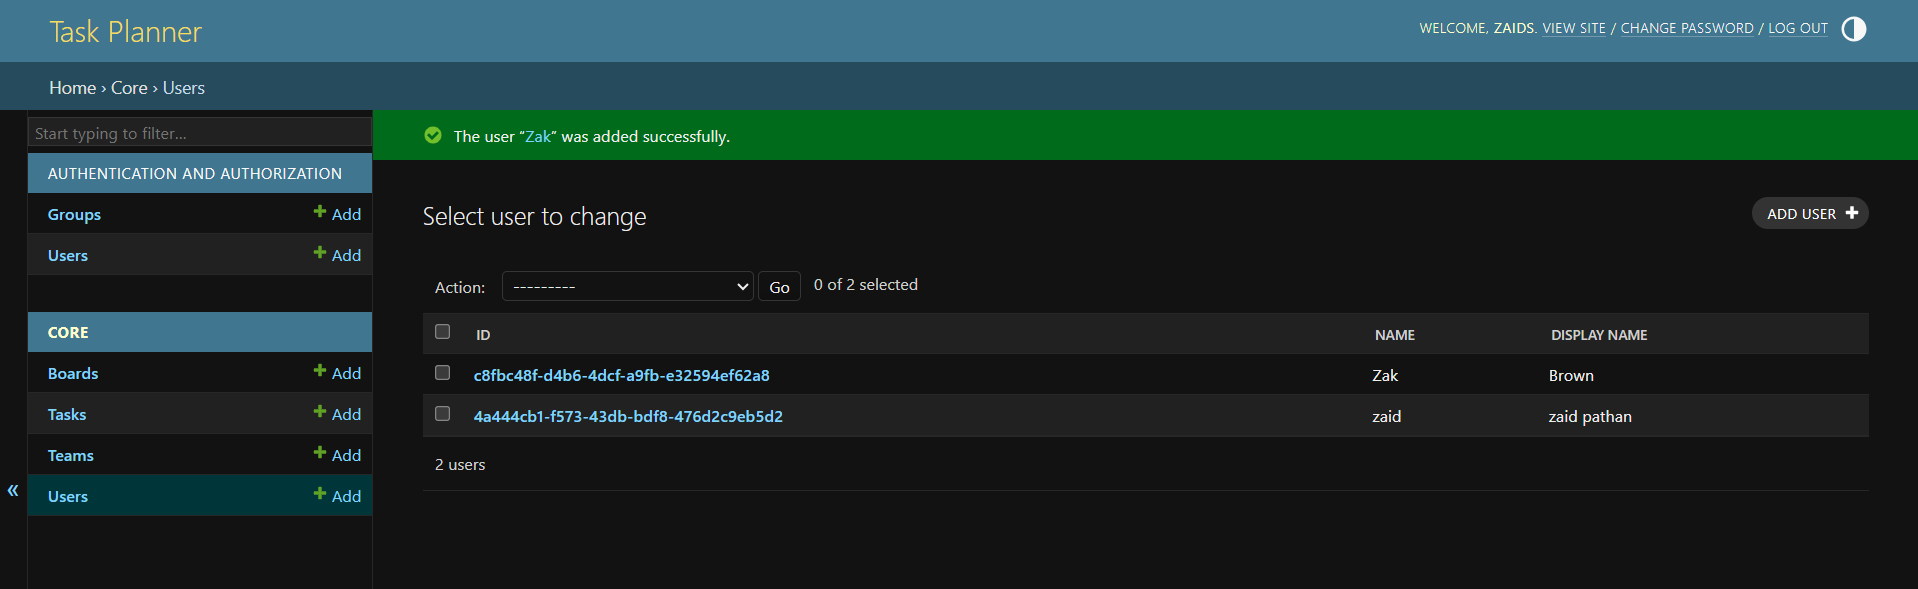 Task Planner
WELCOME, ZAIDS. VIEW SITE / CHANGE PASSWORD / LOG OUT
Home › Core › Users
Start typing to filter...
AUTHENTICATION AND AUTHORIZATION
Groups + Add
Users + Add
CORE
Boards + Add
Tasks + Add
Teams + Add
Users + Add
«
The user “Zak” was added successfully.
Select user to change
ADD USER +
Action: --------- Go 0 of 2 selected
ID NAME DISPLAY NAME
c8fbc48f-d4b6-4dcf-a9fb-e32594ef62a8 Zak Brown
4a444cb1-f573-43db-bdf8-476d2c9eb5d2 zaid zaid pathan
2 users